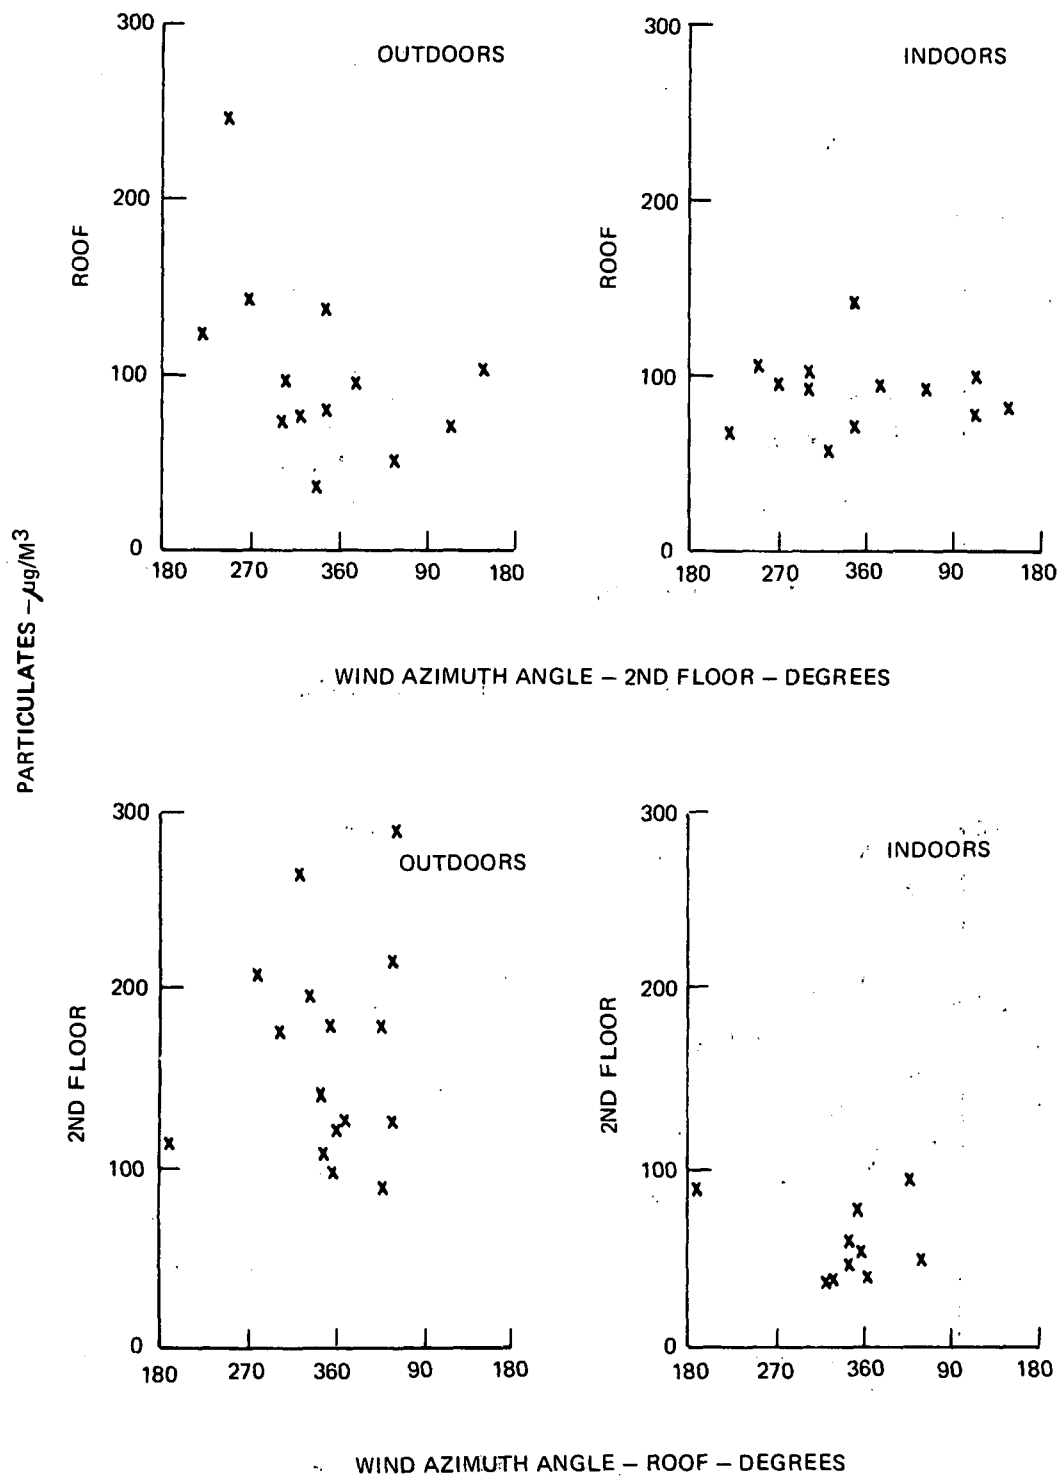 PARTICULATES – µg/M³
OUTDOORS
ROOF
300
200
100
0
180 270 360 90 180
INDOORS
ROOF
300
200
100
0
180 270 360 90 180
WIND AZIMUTH ANGLE – 2ND FLOOR – DEGREES
OUTDOORS
2ND FLOOR
300
200
100
0
180 270 360 90 180
INDOORS
2ND FLOOR
300
200
100
0
180 270 360 90 180
WIND AZIMUTH ANGLE – ROOF – DEGREES